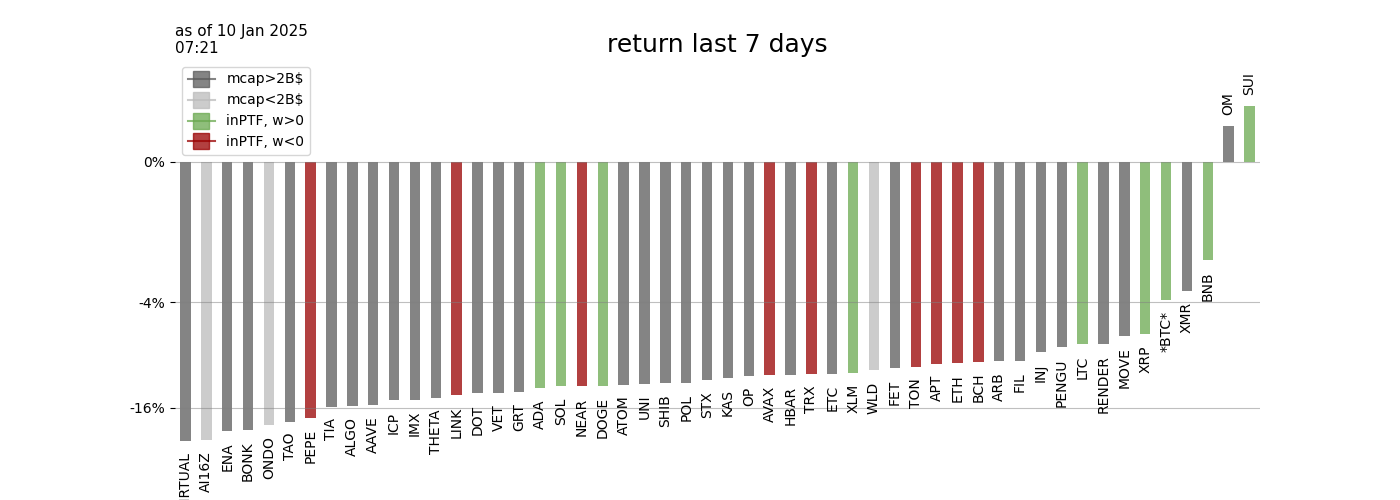 as of 10 Jan 2025
07:21
return last 7 days
mcap>2B$
mcap<2B$
inPTF, w>0
inPTF, w<0
0%
-4%
-16%
RTUAL
AI16Z
ENA
BONK
ONDO
TAO
PEPE
TIA
ALGO
AAVE
ICP
IMX
THETA
LINK
DOT
VET
GRT
ADA
SOL
NEAR
DOGE
ATOM
UNI
SHIB
POL
STX
KAS
OP
AVAX
HBAR
TRX
ETC
XLM
WLD
FET
TON
APT
ETH
BCH
ARB
FIL
INJ
PENGU
LTC
RENDER
MOVE
XRP
*BTC*
XMR
BNB
OM
SUI